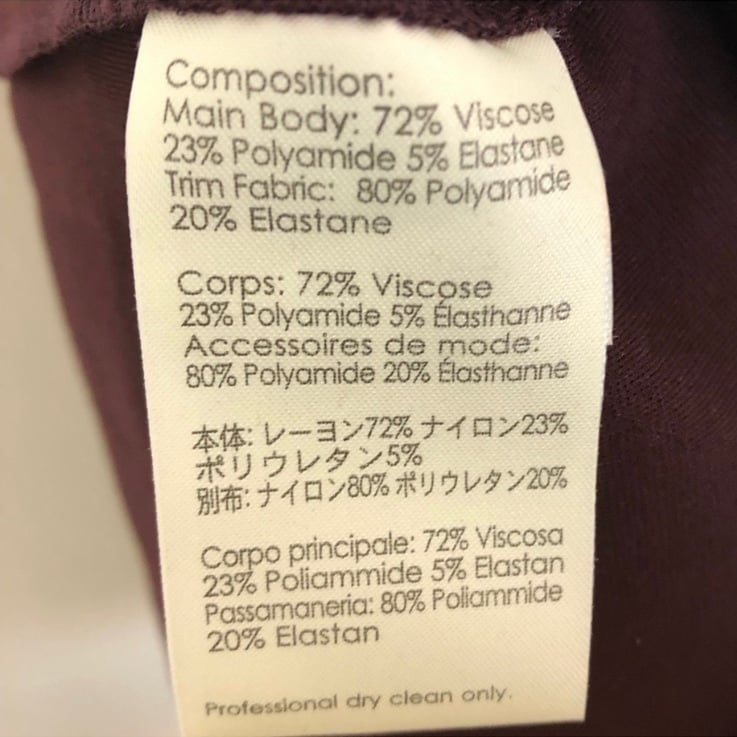 Composition:
Main Body: 72% Viscose
23% Polyamide 5% Elastane
Trim Fabric: 80% Polyamide
20% Elastane
Corps: 72% Viscose
23% Polyamide 5% Élasthanne
Accessoires de mode:
80% Polyamide 20% Élasthanne
本体: レーヨン72% ナイロン23%
ポリウレタン5%
別布: ナイロン80% ポリウレタン20%
Corpo principale: 72% Viscosa
23% Poliammide 5% Elastan
Passamaneria: 80% Poliammide
20% Elastan
Professional dry clean only.